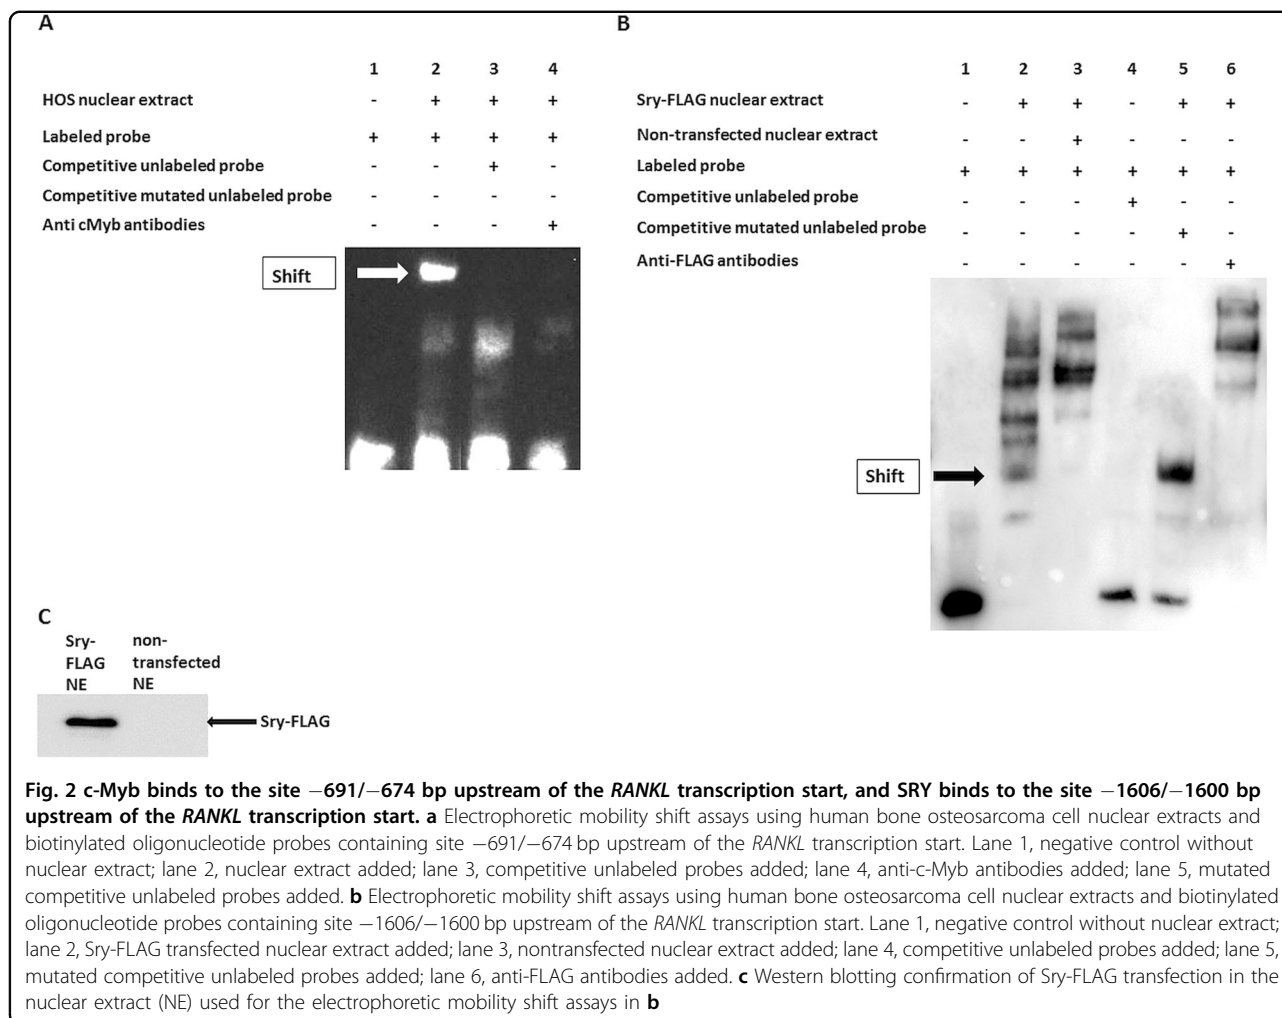 A
1 2 3 4
HOS nuclear extract - + + +
Labeled probe + + + +
Competitive unlabeled probe - - + -
Competitive mutated unlabeled probe - - - -
Anti cMyb antibodies - - - +
Shift
B
1 2 3 4 5 6
Sry-FLAG nuclear extract - + + - + +
Non-transfected nuclear extract - - + - - -
Labeled probe + + + + + +
Competitive unlabeled probe - - - + - -
Competitive mutated unlabeled probe - - - - + -
Anti-FLAG antibodies - - - - - +
Shift
C
Sry-
FLAG
NE
non-
transfected
NE
Sry-FLAG
Fig. 2 c-Myb binds to the site −691/−674 bp upstream of the RANKL transcription start, and SRY binds to the site −1606/−1600 bp
upstream of the RANKL transcription start. a Electrophoretic mobility shift assays using human bone osteosarcoma cell nuclear extracts and
biotinylated oligonucleotide probes containing site −691/−674 bp upstream of the RANKL transcription start. Lane 1, negative control without
nuclear extract; lane 2, nuclear extract added; lane 3, competitive unlabeled probes added; lane 4, anti-c-Myb antibodies added; lane 5, mutated
competitive unlabeled probes added. b Electrophoretic mobility shift assays using human bone osteosarcoma cell nuclear extracts and biotinylated
oligonucleotide probes containing site −1606/−1600 bp upstream of the RANKL transcription start. Lane 1, negative control without nuclear extract;
lane 2, Sry-FLAG transfected nuclear extract added; lane 3, nontransfected nuclear extract added; lane 4, competitive unlabeled probes added; lane 5,
mutated competitive unlabeled probes added; lane 6, anti-FLAG antibodies added. c Western blotting confirmation of Sry-FLAG transfection in the
nuclear extract (NE) used for the electrophoretic mobility shift assays in b